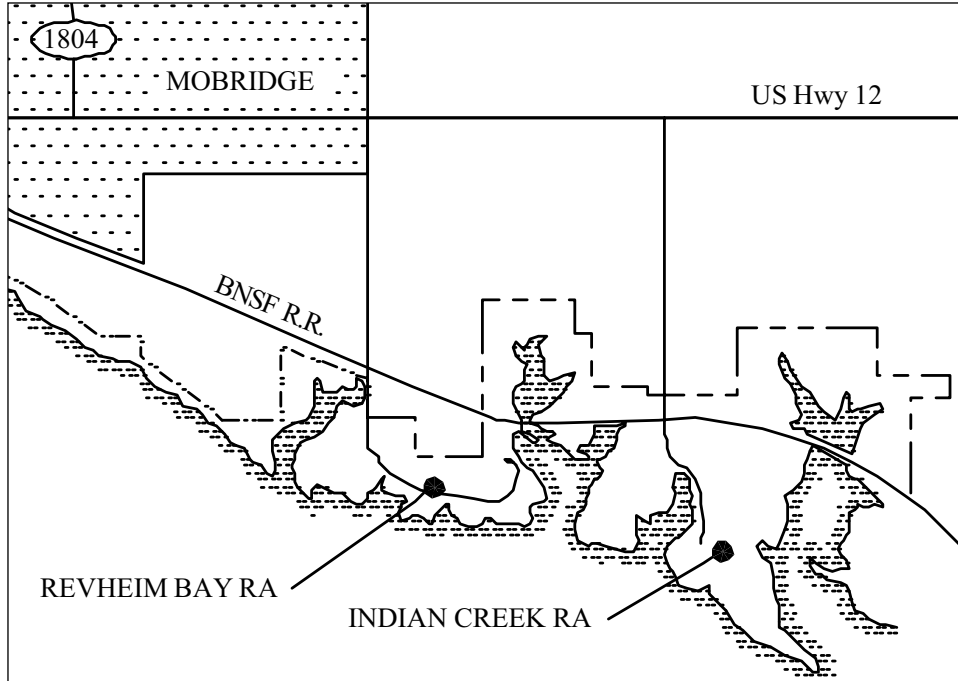 1804
MOBRIDGE
US Hwy 12
BNSF R.R.
REVHEIM BAY RA
INDIAN CREEK RA